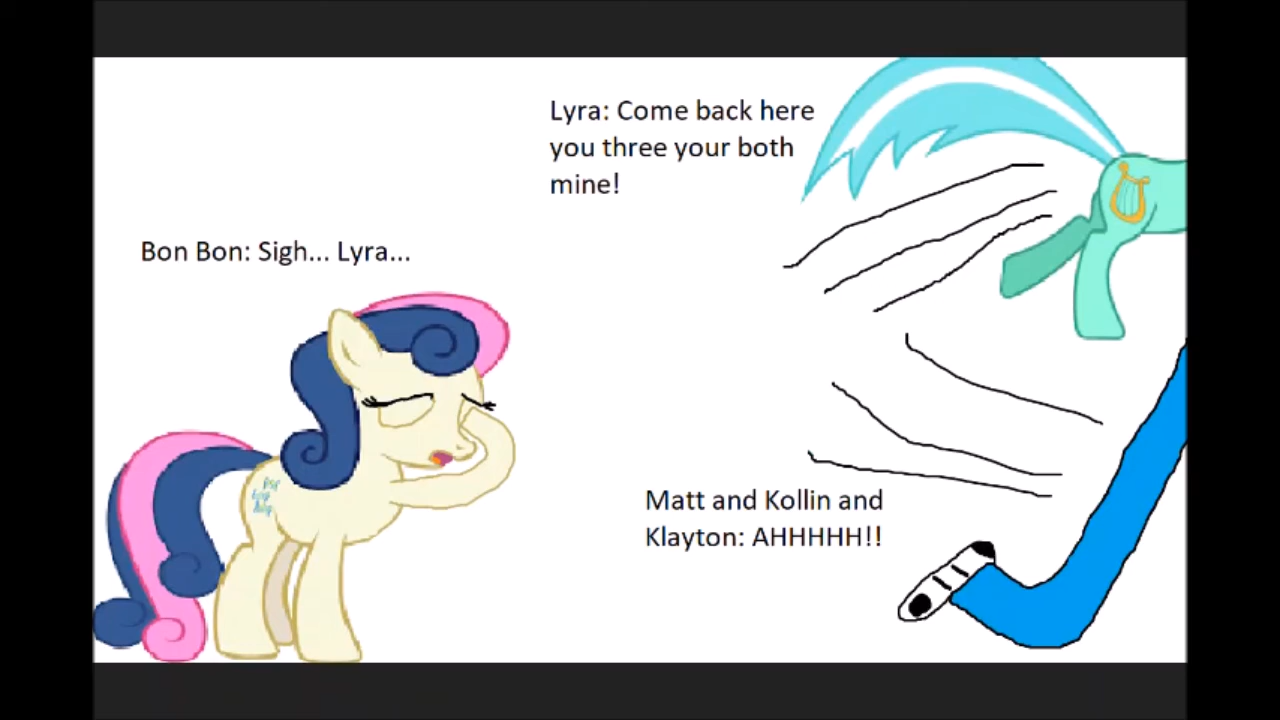 Lyra: Come back here
you three your both
mine!
Bon Bon: Sigh... Lyra...
Matt and Kollin and
Klayton: AHHHHH!!